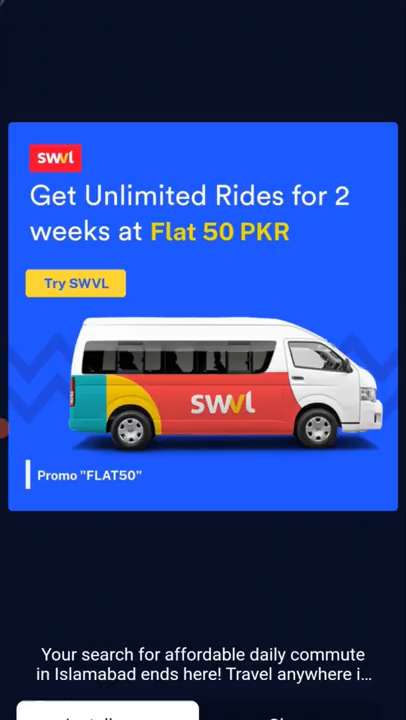 swvl
Get Unlimited Rides for 2
weeks at Flat 50 PKR
Try SWVL
swvl
Promo "FLAT50"
Your search for affordable daily commute
in Islamabad ends here! Travel anywhere i...